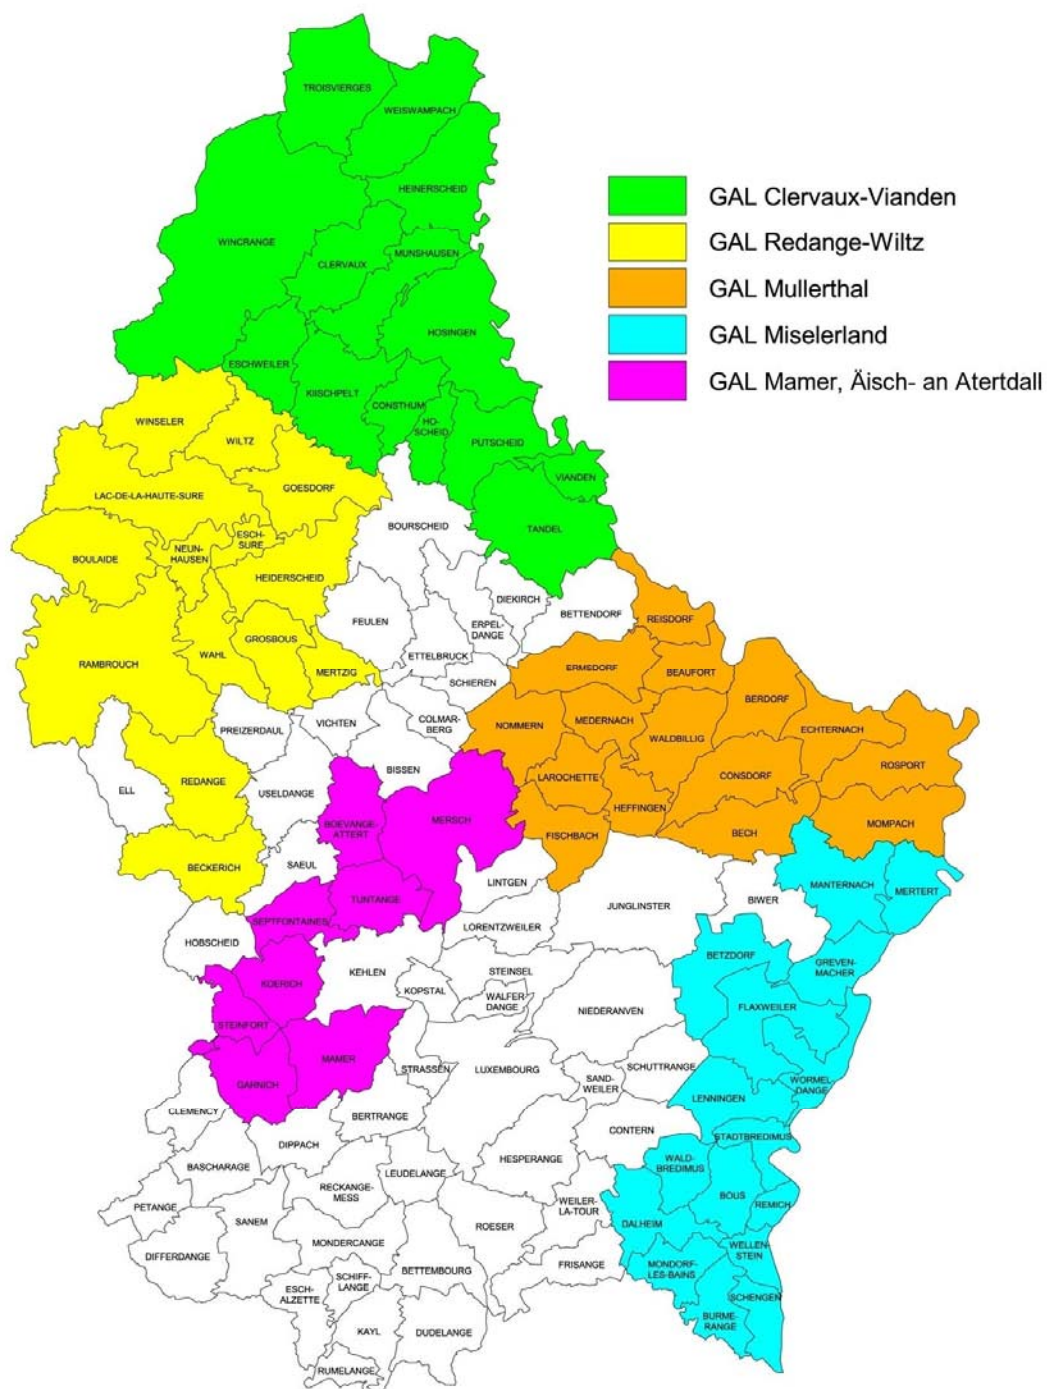 TROISVIERGES
WEISWAMPACH
HEINERSCHEID
WINCRANGE
CLERVAUX
MUNSHAUSEN
HOSINGEN
ESCHWEILER
KIISCHPELT
CONSTHUM
HO-
SCHEID
PUTSCHEID
VIANDEN
TANDEL
GAL Clervaux-Vianden
GAL Redange-Wiltz
GAL Mullerthal
GAL Miselerland
GAL Mamer, Äisch- an Atertdall
WINSELER
WILTZ
GOESDORF
LAC-DE-LA-HAUTE-SURE
BOULAIDE
NEUN-
HAUSEN
ESCH-
SURE
HEIDERSCHEID
RAMBROUCH
WAHL
GROSBOUS
MERTZIG
BOURSCHEID
FEULEN
DIEKIRCH
ERPEL-
DANGE
BETTENDORF
ETTELBRUCK
SCHIEREN
COLMAR-
BERG
REISDORF
ERMSDORF
BEAUFORT
BERDORF
NOMMERN
MEDERNACH
WALDBILLIG
ECHTERNACH
ROSPORT
LAROCHETTE
CONSDORF
HEFFINGEN
FISCHBACH
BECH
MOMPACH
PREIZERDAUL
VICHTEN
BISSEN
ELL
REDANGE
USELDANGE
BOEVANGE-
ATTERT
MERSCH
BECKERICH
SAEUL
TUNTANGE
SEPTFONTAINES
LINTGEN
LORENTZWEILER
JUNGLINSTER
BIWER
MANTERNACH
MERTERT
HOBSCHEID
KOERICH
KEHLEN
KOPSTAL
STEINSEL
WALFER
DANGE
NIEDERANVEN
BETZDORF
GREVEN-
MACHER
FLAXWEILER
STEINFORT
MAMER
GARNICH
STRASSEN
LUXEMBOURG
SAND-
WEILER
SCHUTTRANGE
LENNINGEN
WORMEL-
DANGE
CLEMENCY
BERTRANGE
CONTERN
STADTBREDIMUS
DIPPACH
BASCHARAGE
LEUDELANGE
HESPERANGE
WALD-
BREDIMUS
RECKANGE-
MESS
WEILER-
LA-TOUR
BOUS
REMICH
PETANGE
SANEM
ROESER
DALHEIM
DIFFERDANGE
MONDERCANGE
BETTEMBOURG
FRISANGE
WELLEN-
STEIN
MONDORF-
LES-BAINS
ESCH-
ALZETTE
SCHIFF-
LANGE
SCHENGEN
BURME-
RANGE
KAYL
DUDELANGE
RUMELANGE